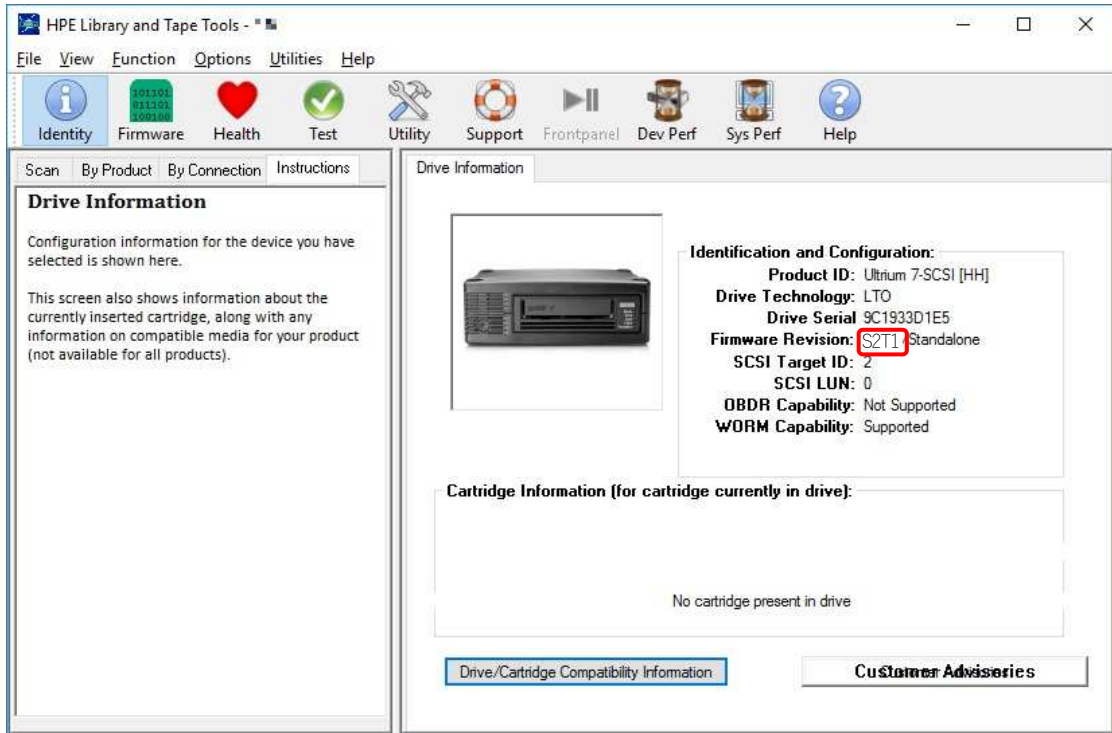 HPE Library and Tape Tools - "
File View Function Options Utilities Help
101101
011101
100100
Identity Firmware Health Test Utility Support Frontpanel Dev Perf Sys Perf Help
Scan By Product By Connection Instructions
Drive Information
Configuration information for the device you have
selected is shown here.
This screen also shows information about the
currently inserted cartridge, along with any
information on compatible media for your product
(not available for all products).
Drive Information
Identification and Configuration:
Product ID: Ultrium 7-SCSI [HH]
Drive Technology: LTO
Drive Serial 9C1933D1E5
Firmware Revision: S2T1/Standalone
SCSI Target ID: 2
SCSI LUN: 0
OBDR Capability: Not Supported
WORM Capability: Supported
Cartridge Information (for cartridge currently in drive):
No cartridge present in drive
Drive/Cartridge Compatibility Information
Customer Advisories